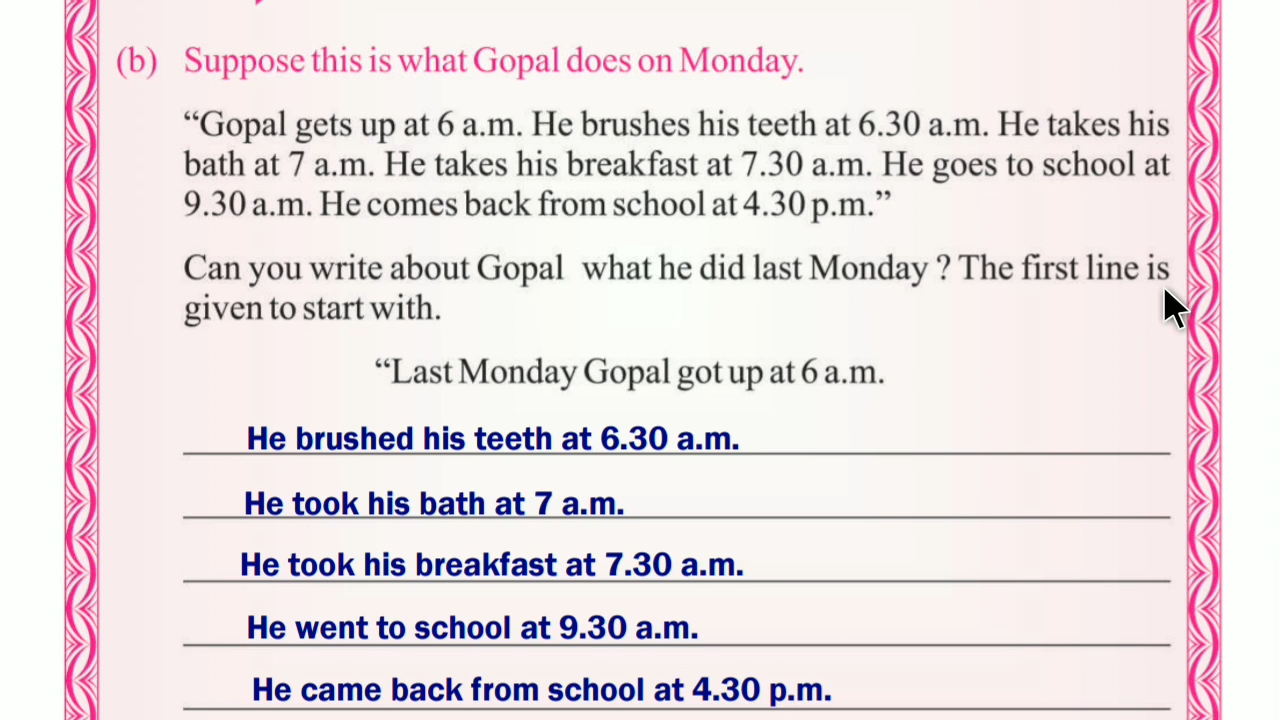 (b) Suppose this is what Gopal does on Monday.
“Gopal gets up at 6 a.m. He brushes his teeth at 6.30 a.m. He takes his
bath at 7 a.m. He takes his breakfast at 7.30 a.m. He goes to school at
9.30 a.m. He comes back from school at 4.30 p.m.”
Can you write about Gopal what he did last Monday ? The first line is
given to start with.
“Last Monday Gopal got up at 6 a.m.
He brushed his teeth at 6.30 a.m.
He took his bath at 7 a.m.
He took his breakfast at 7.30 a.m.
He went to school at 9.30 a.m.
He came back from school at 4.30 p.m.